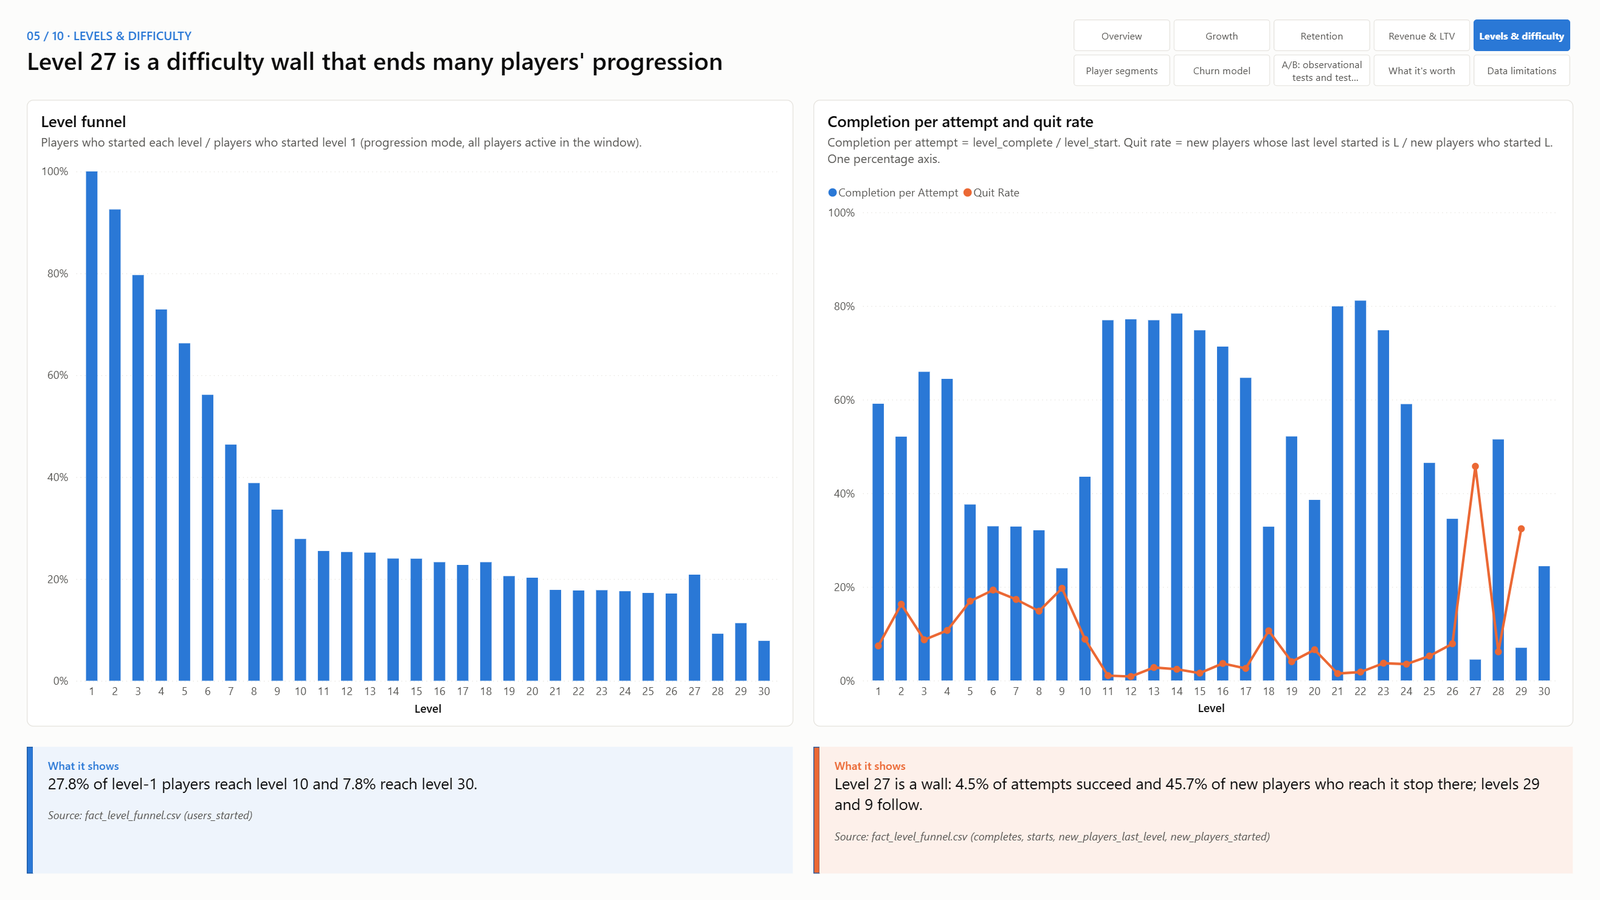 05 / 10 · LEVELS & DIFFICULTY
Level 27 is a difficulty wall that ends many players' progression
Overview
Growth
Retention
Revenue & LTV
Levels & difficulty
Player segments
Churn model
A/B: observational
tests and test...
What it's worth
Data limitations
Level funnel
Players who started each level / players who started level 1 (progression mode, all players active in the window).
100%
80%
60%
40%
20%
0%
1 2 3 4 5 6 7 8 9 10 11 12 13 14 15 16 17 18 19 20 21 22 23 24 25 26 27 28 29 30
Level
Completion per attempt and quit rate
Completion per attempt = level_complete / level_start. Quit rate = new players whose last level started is L / new players who started L.
One percentage axis.
Completion per Attempt Quit Rate
100%
80%
60%
40%
20%
0%
1 2 3 4 5 6 7 8 9 10 11 12 13 14 15 16 17 18 19 20 21 22 23 24 25 26 27 28 29 30
Level
What it shows
27.8% of level-1 players reach level 10 and 7.8% reach level 30.
Source: fact_level_funnel.csv (users_started)
What it shows
Level 27 is a wall: 4.5% of attempts succeed and 45.7% of new players who reach it stop there; levels 29
and 9 follow.
Source: fact_level_funnel.csv (completes, starts, new_players_last_level, new_players_started)